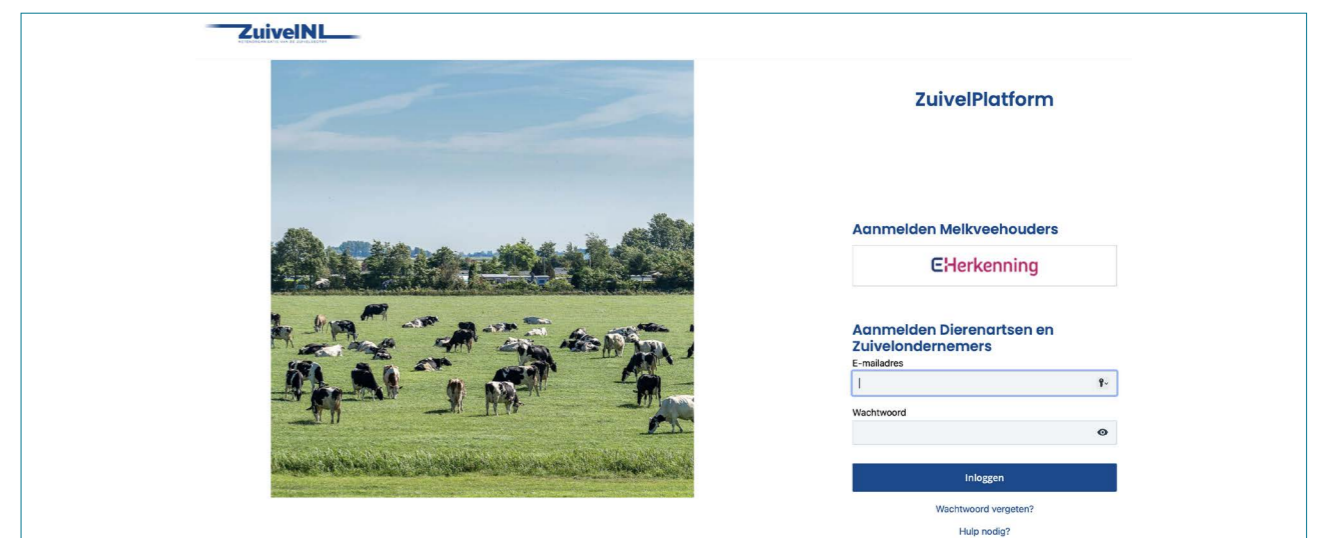 ZuivelNL
ZuivelPlatform
Aanmelden Melkveehouders
eHerkenning
Aanmelden Dierenartsen en
Zuivelondernemers
E-mailadres
Wachtwoord
Inloggen
Wachtwoord vergeten?
Hulp nodig?